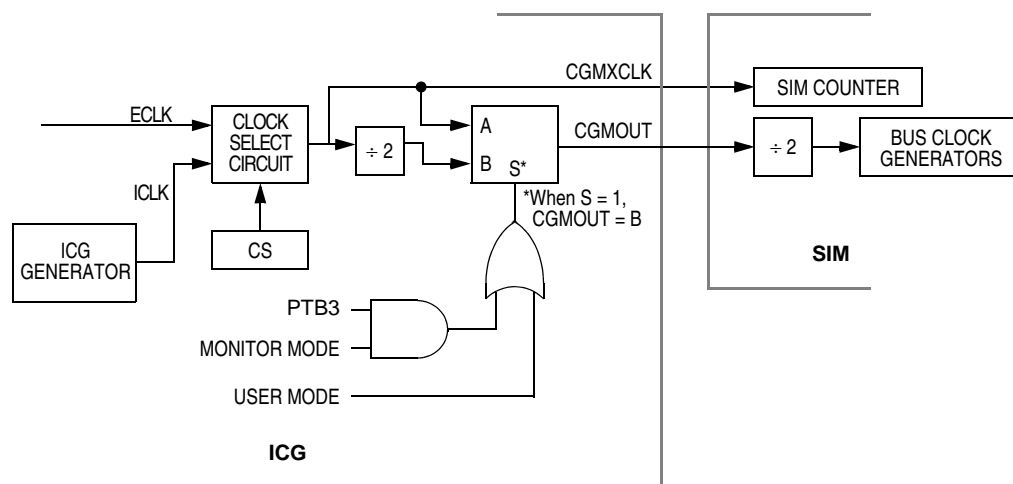 CGMXCLK
SIM COUNTER
ECLK
CLOCK
SELECT
CIRCUIT
A
CGMOUT
÷ 2
÷ 2
BUS CLOCK
GENERATORS
B
S*
ICLK
*When S = 1,
CGMOUT = B
ICG
GENERATOR
CS
SIM
PTB3
MONITOR MODE
USER MODE
ICG